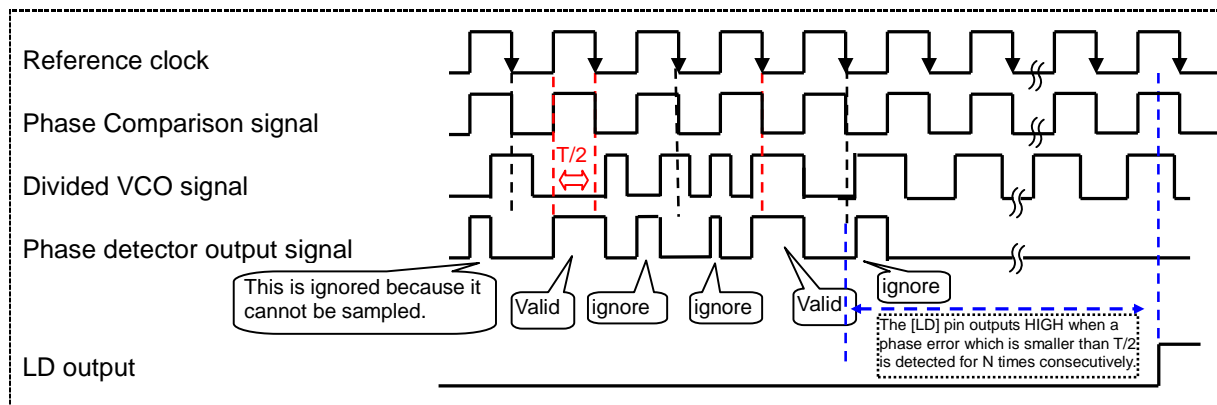 Reference clock
Phase Comparison signal
T/2
Divided VCO signal
Phase detector output signal
This is ignored because it
cannot be sampled.
Valid
ignore
ignore
Valid
ignore
The [LD] pin outputs HIGH when a
phase error which is smaller than T/2
is detected for N times consecutively.
LD output